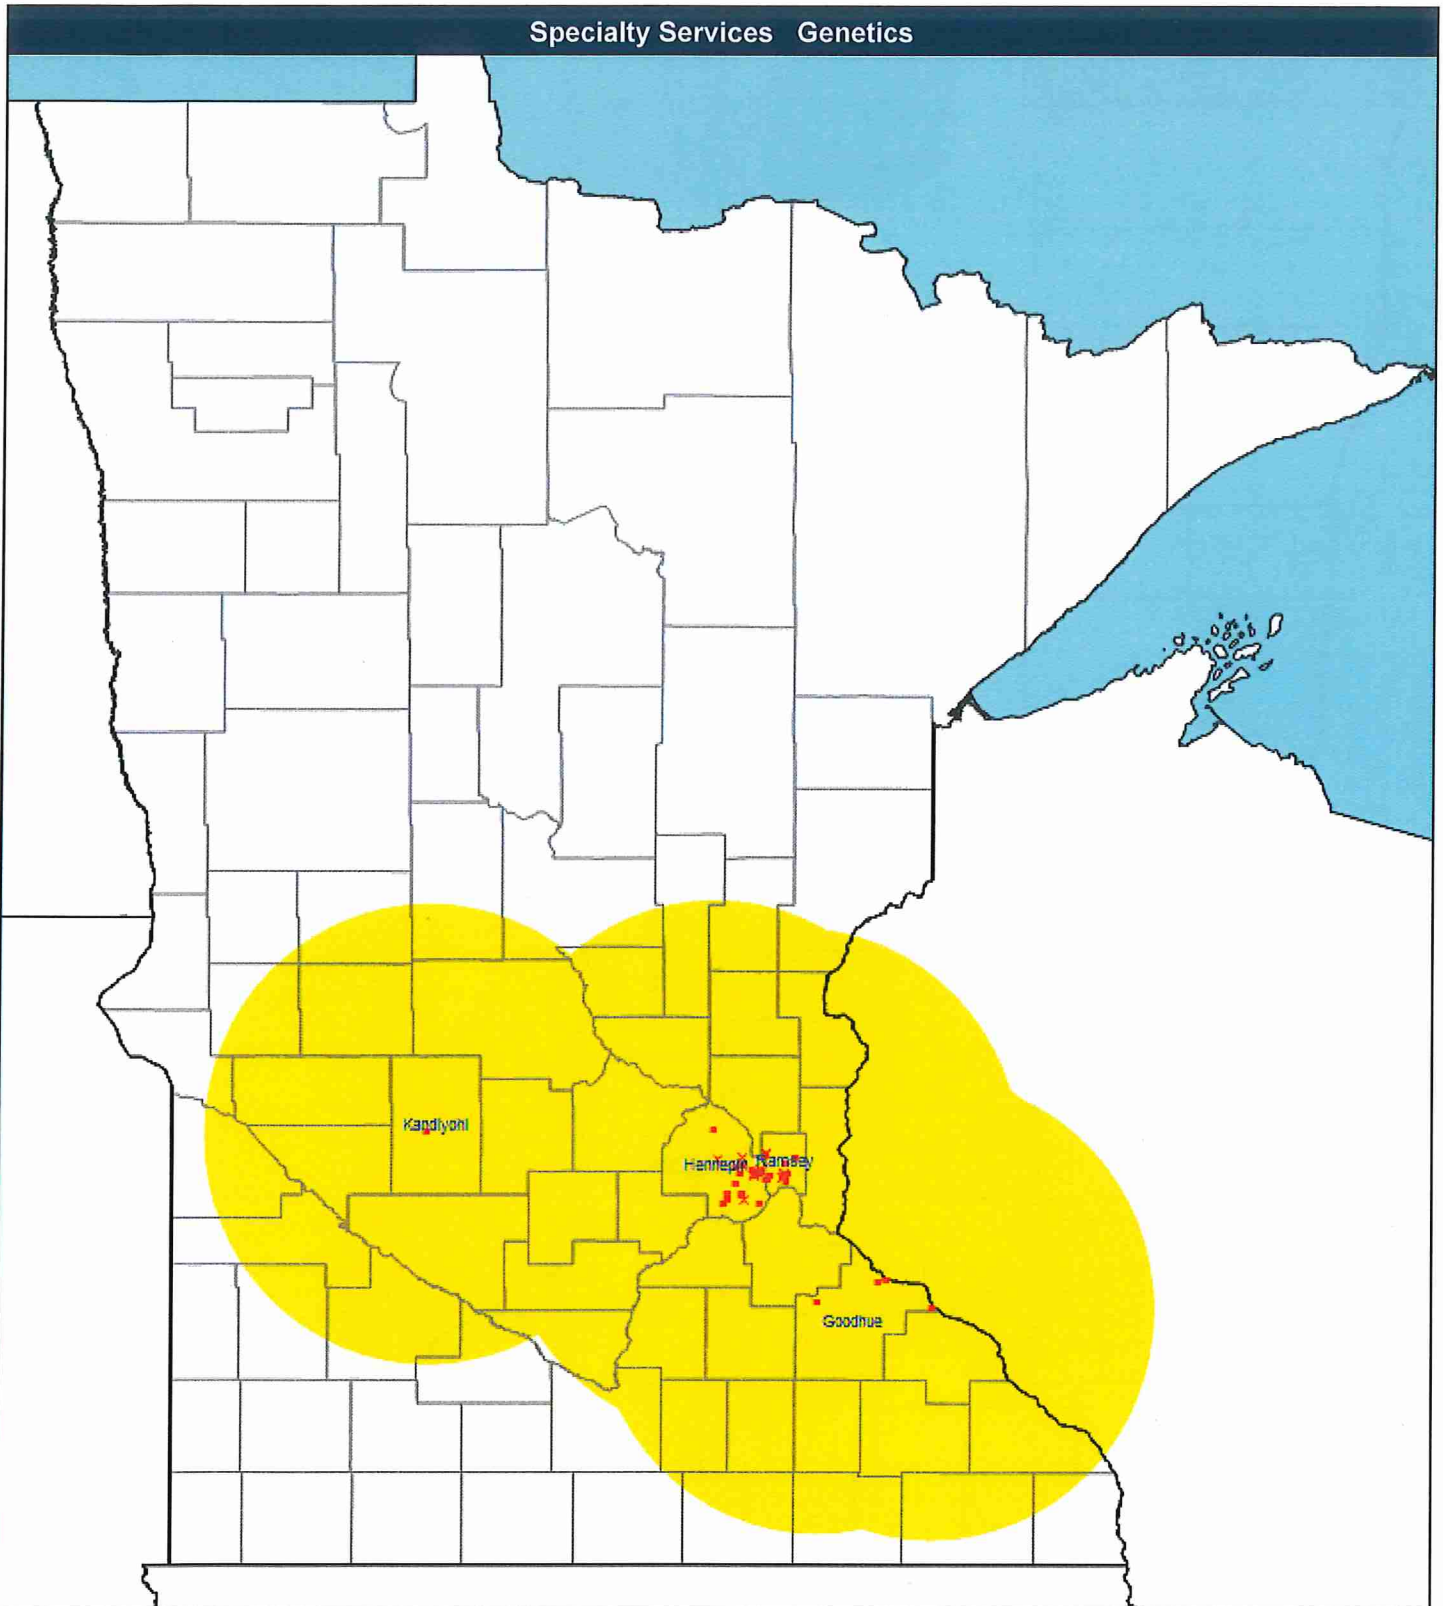 Specialty Services Genetics
Kandiyohi
Hennepin
Ramsey
Goodhue